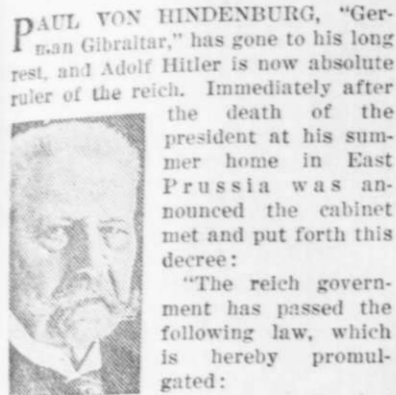 PAUL VON HINDENBURG, "Ger-
man Gibraltar," has gone to his long
rest, and Adolf Hitler is now absolute
ruler of the reich. Immediately after
the death of the
president at his sum-
mer home in East
Prussia was an-
nounced the cabinet
met and put forth this
decree:
"The reich govern-
ment has passed the
following law, which
is hereby promul-
gated: